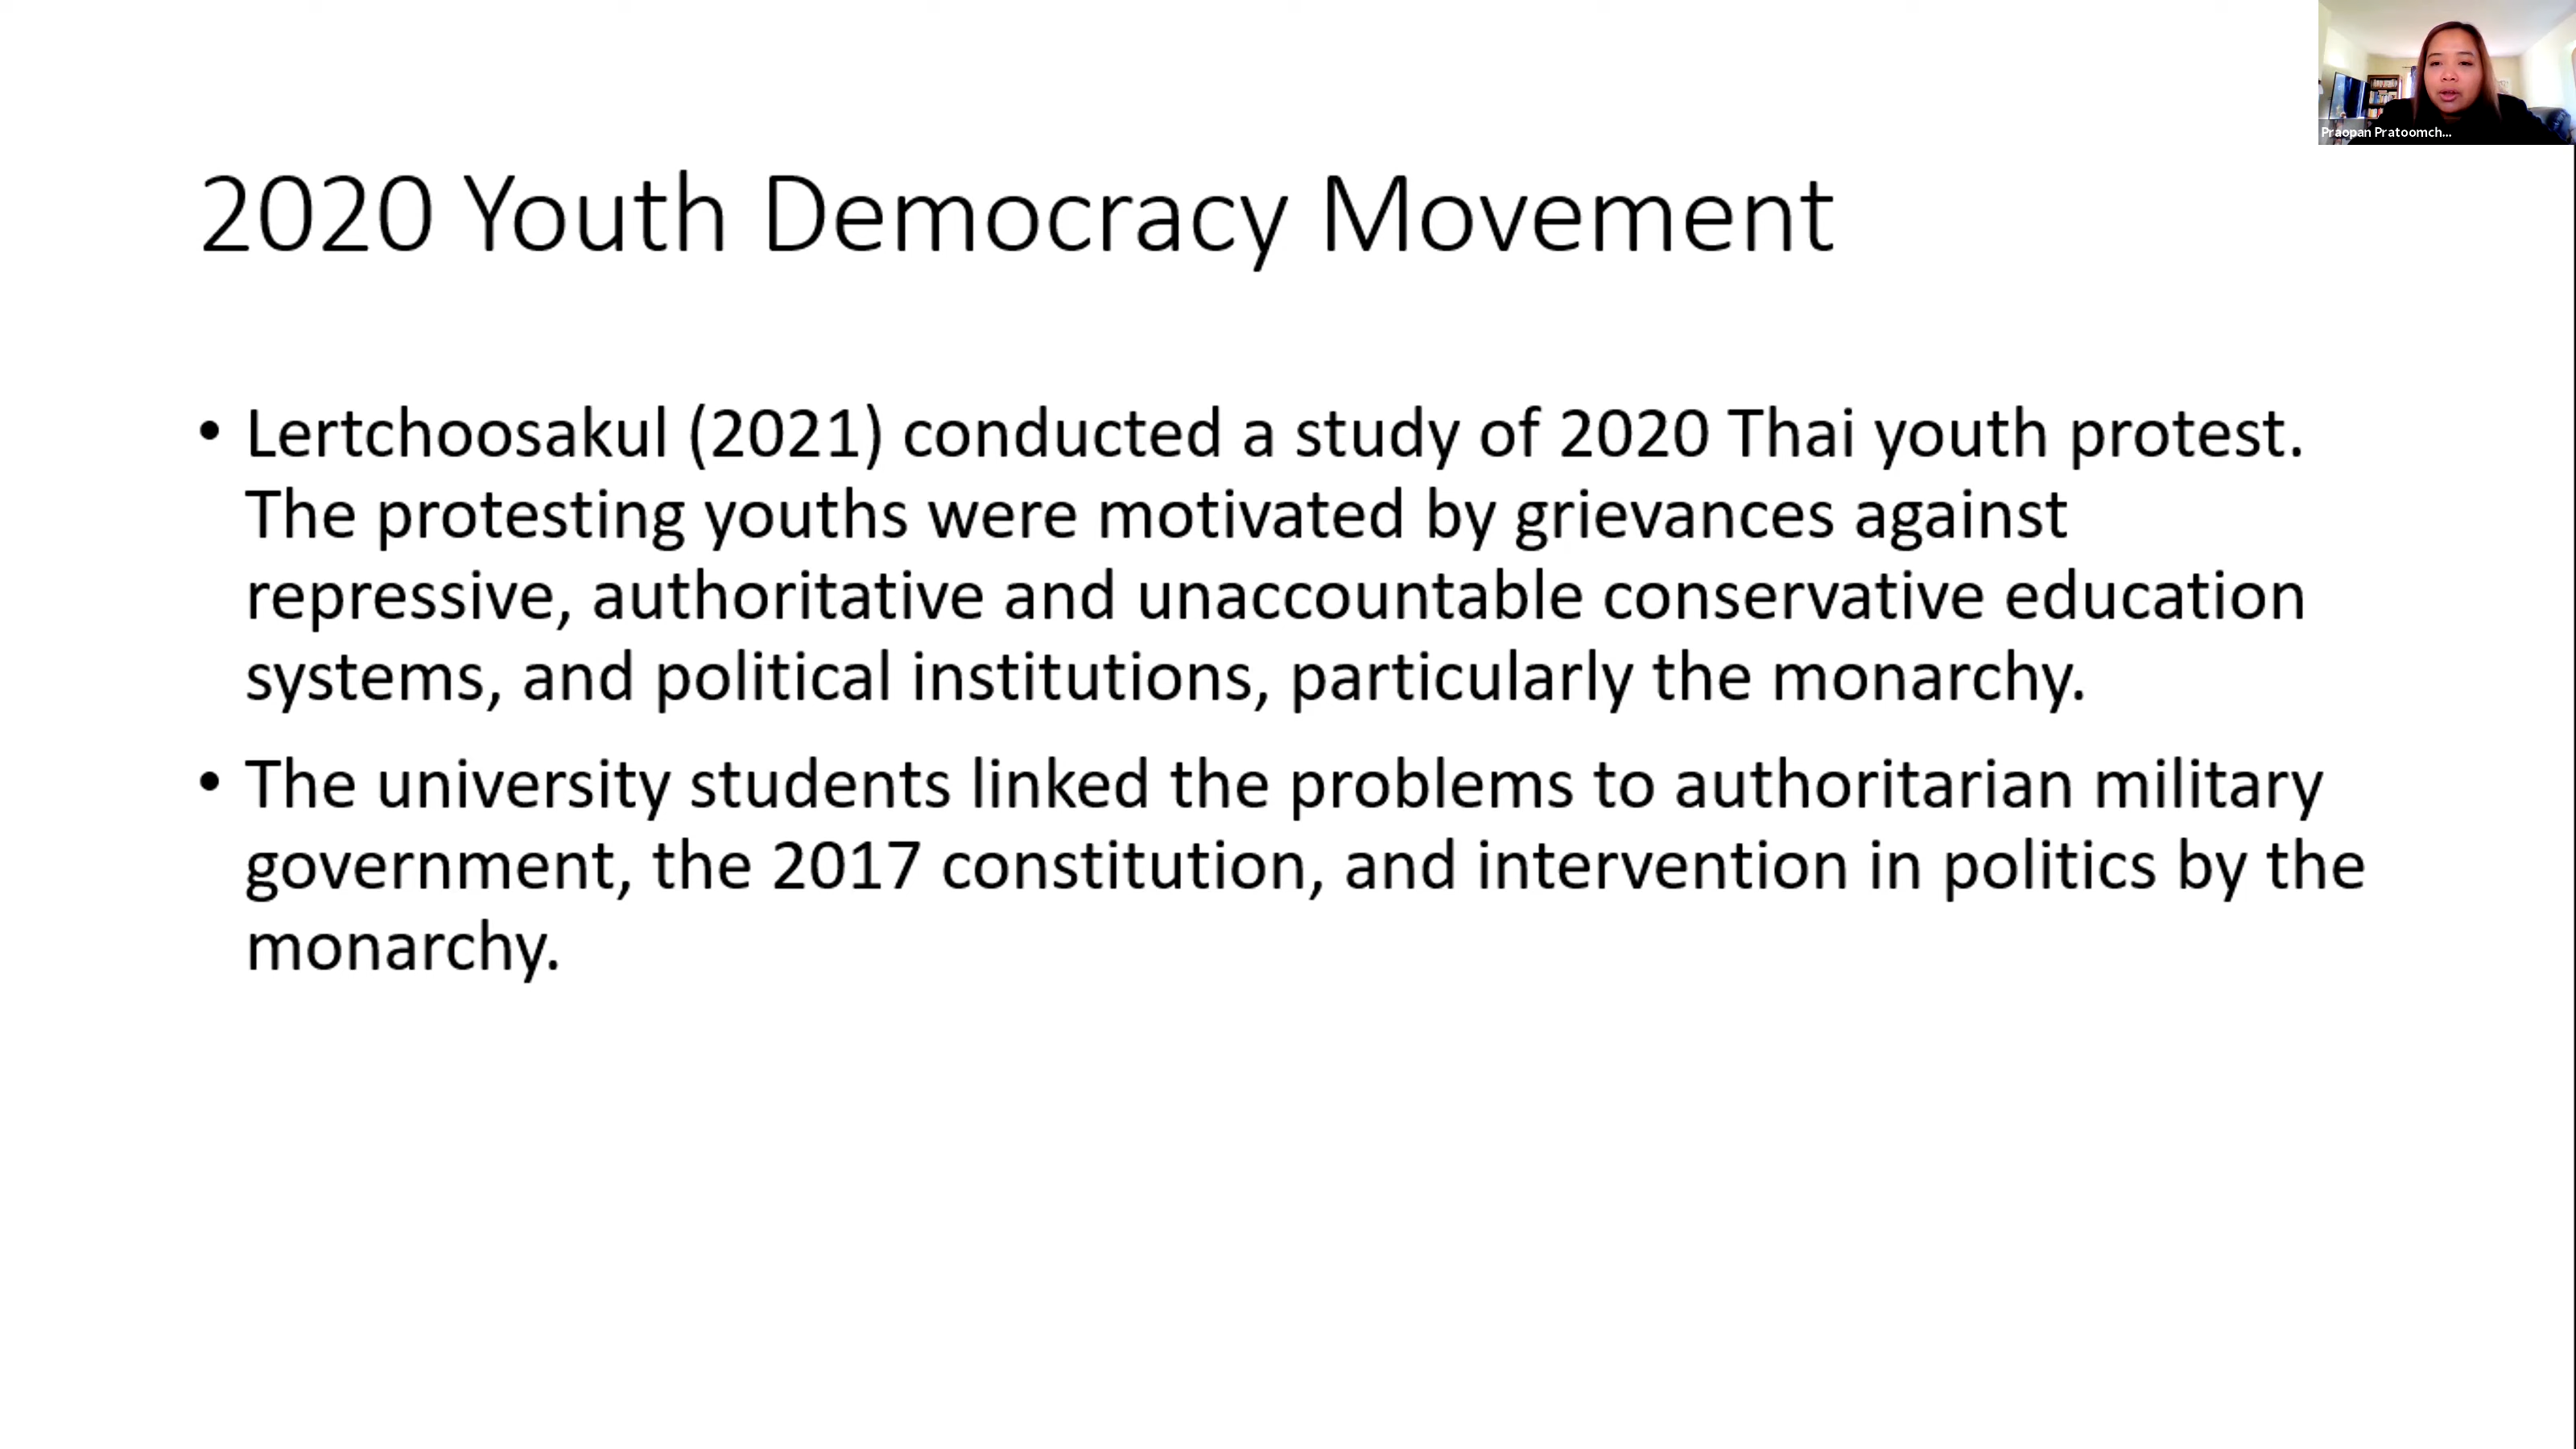 Praopan Pratoomch...
2020 Youth Democracy Movement
• Lertchoosakul (2021) conducted a study of 2020 Thai youth protest.
The protesting youths were motivated by grievances against
repressive, authoritative and unaccountable conservative education
systems, and political institutions, particularly the monarchy.
• The university students linked the problems to authoritarian military
government, the 2017 constitution, and intervention in politics by the
monarchy.